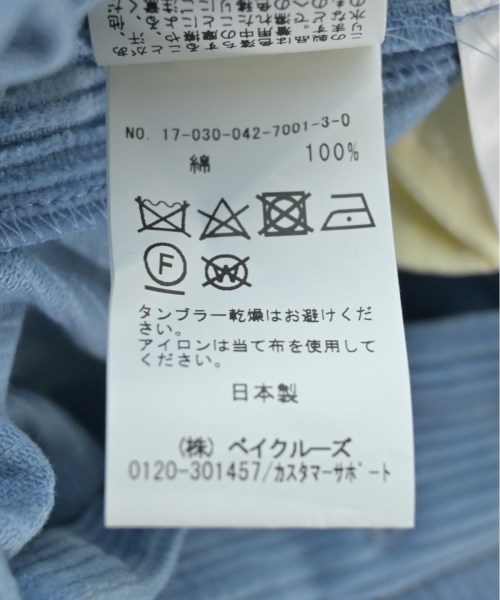 NO. 17-030-042-7001-3-0
綿 100%
F
W
タンブラー乾燥はお避けくだ
さい。
アイロンは当て布を使用して
ください。
日本製
(株) ベイクルーズ
0120-301457/カスタマーサポート